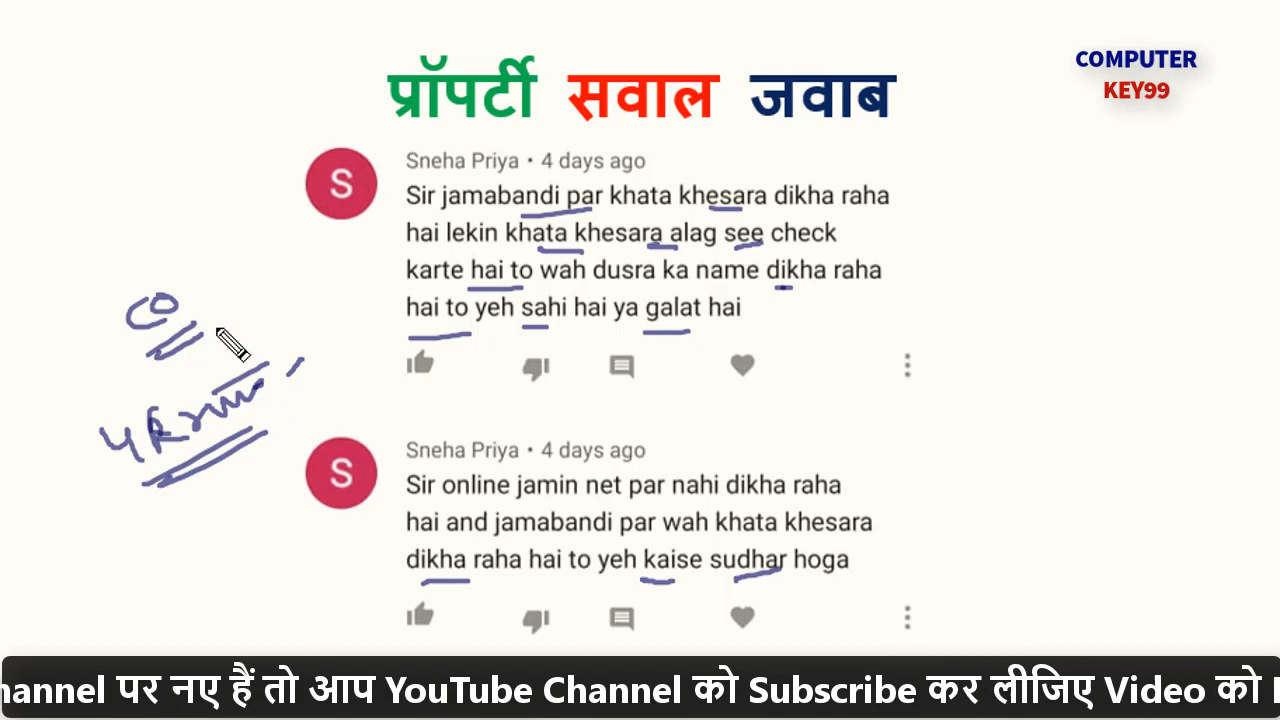 प्रॉपर्टी सवाल जवाब
COMPUTER
KEY99
S
Sneha Priya • 4 days ago
Sir jamabandi par khata khesara dikha raha
hai lekin khata khesara alag see check
karte hai to wah dusra ka name dikha raha
hai to yeh sahi hai ya galat hai
CO
S
Sneha Priya • 4 days ago
Sir online jamin net par nahi dikha raha
hai and jamabandi par wah khata khesara
dikha raha hai to yeh kaise sudhar hoga
hannel पर नए हैं तो आप YouTube Channel को Subscribe कर लीजिए Video को